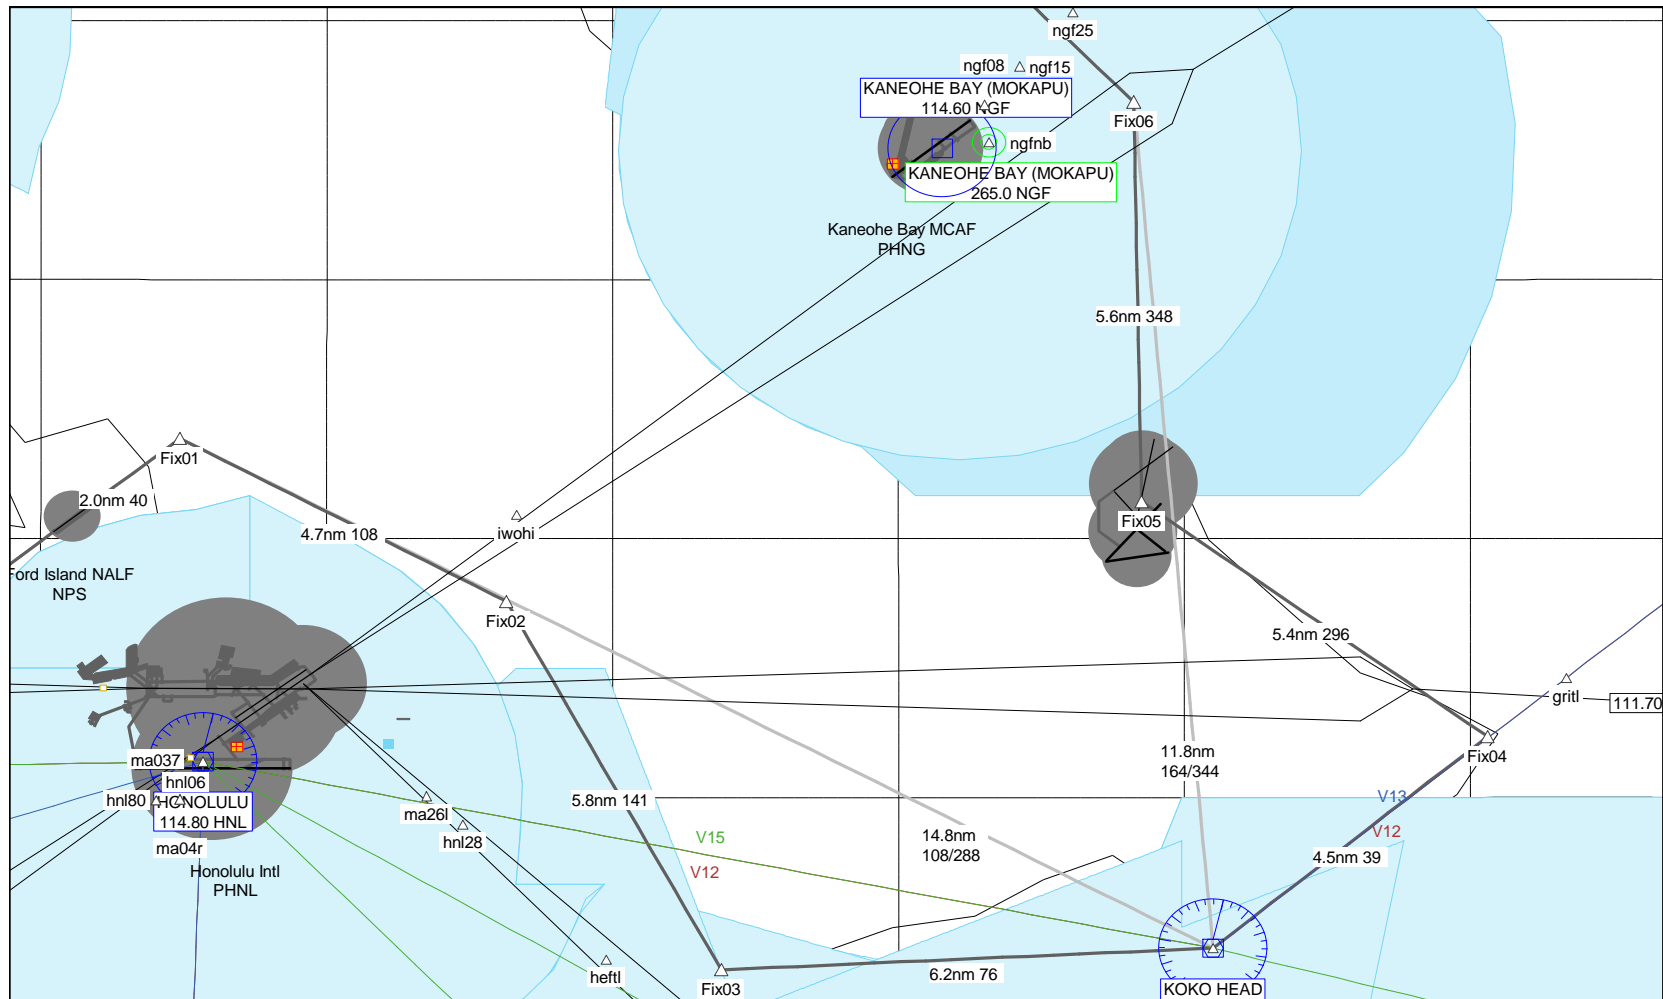 ngf25
ngf08
ngf15
KANEOHE BAY (MOKAPU)
114.60 NGF
Fix06
ngfnb
KANEOHE BAY (MOKAPU)
265.0 NGF
Kaneohe Bay MCAF
PHNG
5.6nm 348
Fix01
2.0nm 40
4.7nm 108
iwohi
Fix05
Ford Island NALF
NPS
Fix02
5.4nm 296
gritl
111.70
Fix04
11.8nm
164/344
ma037
hnl06
hnl80
HONOLULU
114.80 HNL
ma26l
hnl28
5.8nm 141
V13
V12
V15
V12
14.8nm
108/288
4.5nm 39
ma04r
Honolulu Intl
PHNL
heftl
Fix03
6.2nm 76
KOKO HEAD